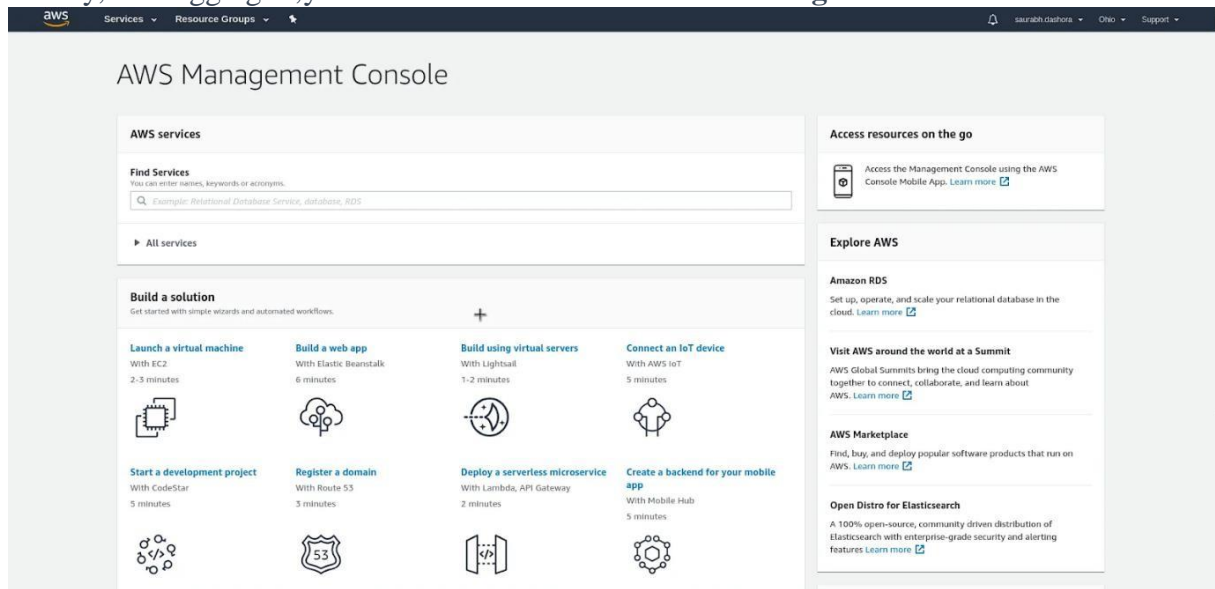 aws
Services
Resource Groups
saurabh.dashora
Ohio
Support
AWS Management Console
AWS services
Find Services
You can enter names, keywords or acronyms.
Example: Relational Database Service, database, RDS
All services
Build a solution
Get started with simple wizards and automated workflows.
Launch a virtual machine
With EC2
2-3 minutes
Build a web app
With Elastic Beanstalk
6 minutes
Build using virtual servers
With Lightsail
1-2 minutes
Connect an IoT device
With AWS IoT
5 minutes
Start a development project
With CodeStar
5 minutes
Register a domain
With Route 53
3 minutes
53
Deploy a serverless microservice
With Lambda, API Gateway
2 minutes
</>
Create a backend for your mobile
app
With Mobile Hub
5 minutes
Access resources on the go
Access the Management Console using the AWS
Console Mobile App. Learn more
Explore AWS
Amazon RDS
Set up, operate, and scale your relational database in the
cloud. Learn more
Visit AWS around the world at a Summit
AWS Global Summits bring the cloud computing community
together to connect, collaborate, and learn about
AWS. Learn more
AWS Marketplace
Find, buy, and deploy popular software products that run on
AWS. Learn more
Open Distro for Elasticsearch
A 100% open-source, community driven distribution of
Elasticsearch with enterprise-grade security and alerting
features Learn more